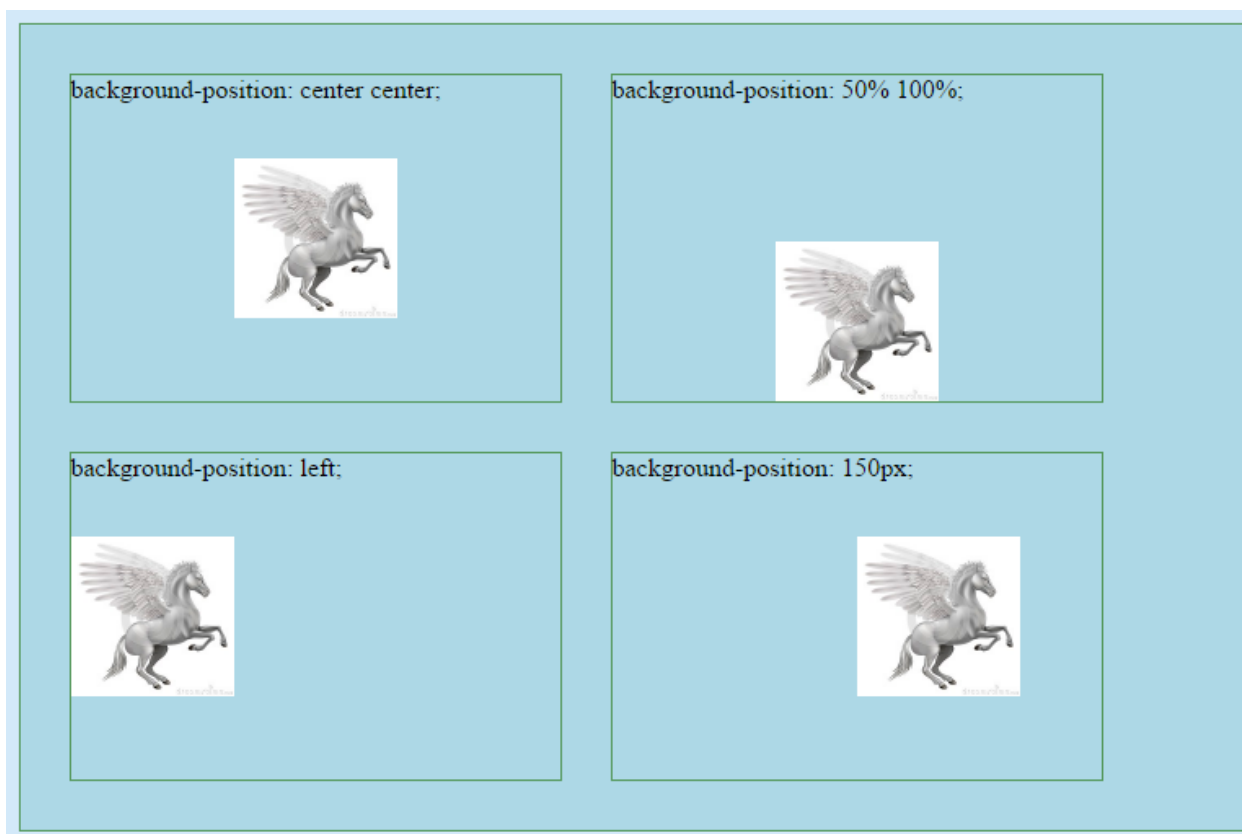 background-position: center center;
background-position: 50% 100%;
background-position: left;
background-position: 150px;